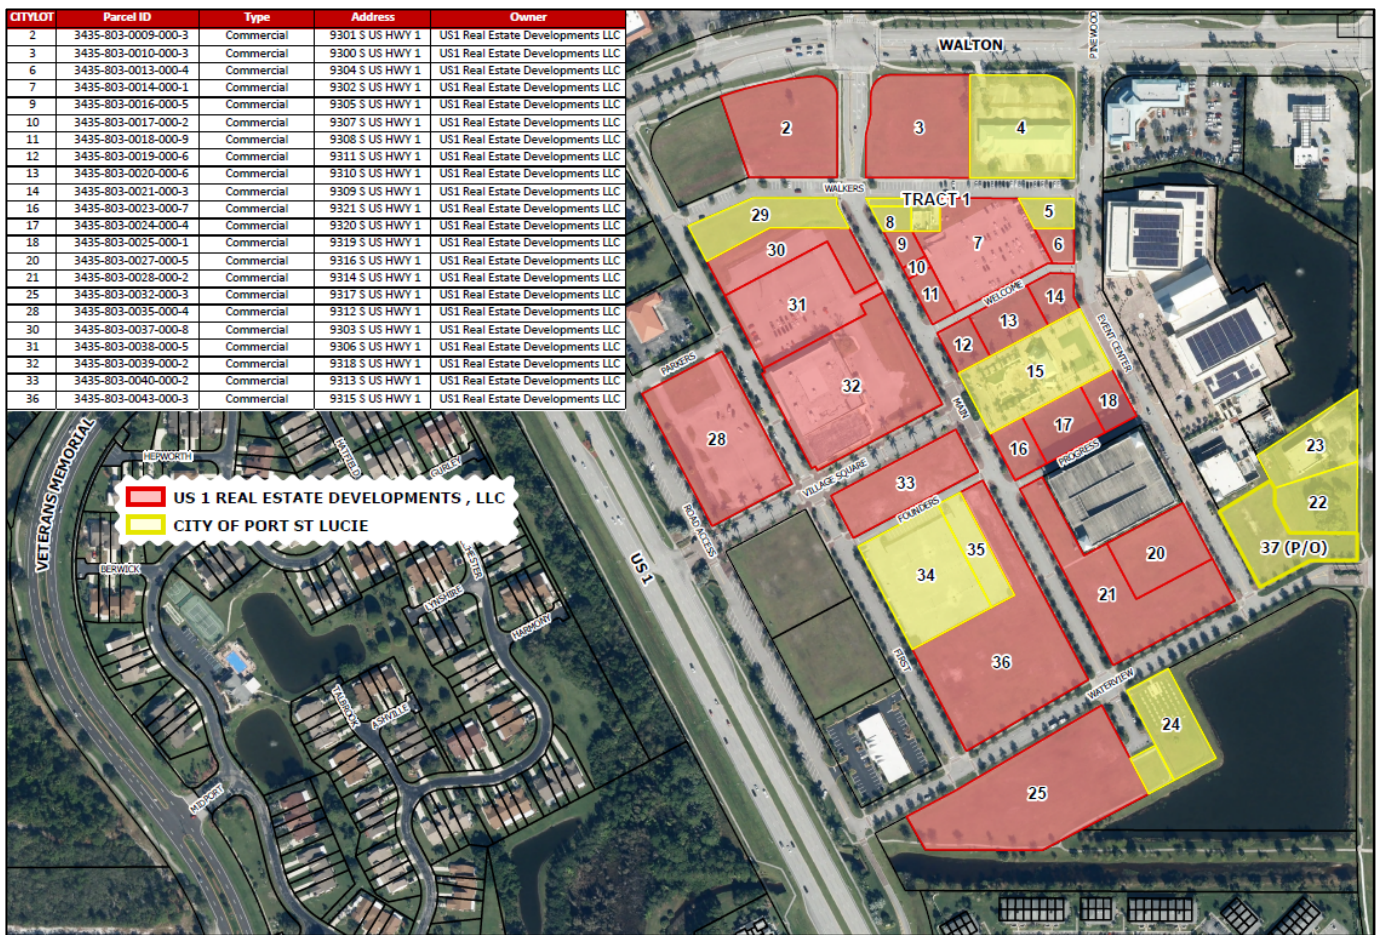 CITYLOT Parcel ID Type Address Owner
2 3435-803-0009-000-3 Commercial 9301 S US HWY 1 US1 Real Estate Developments LLC
3 3435-803-0010-000-3 Commercial 9300 S US HWY 1 US1 Real Estate Developments LLC
6 3435-803-0013-000-4 Commercial 9304 S US HWY 1 US1 Real Estate Developments LLC
7 3435-803-0014-000-1 Commercial 9302 S US HWY 1 US1 Real Estate Developments LLC
9 3435-803-0016-000-5 Commercial 9305 S US HWY 1 US1 Real Estate Developments LLC
10 3435-803-0017-000-2 Commercial 9307 S US HWY 1 US1 Real Estate Developments LLC
11 3435-803-0018-000-9 Commercial 9308 S US HWY 1 US1 Real Estate Developments LLC
12 3435-803-0019-000-6 Commercial 9311 S US HWY 1 US1 Real Estate Developments LLC
13 3435-803-0020-000-6 Commercial 9310 S US HWY 1 US1 Real Estate Developments LLC
14 3435-803-0021-000-3 Commercial 9309 S US HWY 1 US1 Real Estate Developments LLC
16 3435-803-0023-000-7 Commercial 9321 S US HWY 1 US1 Real Estate Developments LLC
17 3435-803-0024-000-4 Commercial 9320 S US HWY 1 US1 Real Estate Developments LLC
18 3435-803-0025-000-1 Commercial 9319 S US HWY 1 US1 Real Estate Developments LLC
20 3435-803-0027-000-5 Commercial 9316 S US HWY 1 US1 Real Estate Developments LLC
21 3435-803-0028-000-2 Commercial 9314 S US HWY 1 US1 Real Estate Developments LLC
25 3435-803-0032-000-3 Commercial 9317 S US HWY 1 US1 Real Estate Developments LLC
28 3435-803-0035-000-4 Commercial 9312 S US HWY 1 US1 Real Estate Developments LLC
30 3435-803-0037-000-8 Commercial 9303 S US HWY 1 US1 Real Estate Developments LLC
31 3435-803-0038-000-5 Commercial 9306 S US HWY 1 US1 Real Estate Developments LLC
32 3435-803-0039-000-2 Commercial 9318 S US HWY 1 US1 Real Estate Developments LLC
33 3435-803-0040-000-2 Commercial 9313 S US HWY 1 US1 Real Estate Developments LLC
36 3435-803-0043-000-3 Commercial 9315 S US HWY 1 US1 Real Estate Developments LLC
WALTON
PINEWOOD
2
3
4
WALKERS
TRACT 1
29
8
5
30
9
7
6
10
11
WELCOME
14
31
13
12
EVENT CENTER
PARKERS
15
32
MAIN
18
28
17
16
PROGRESS
23
VILLAGE SQUARE
33
22
FOUNDERS
ROAD ACCESS
35
20
37 (P/O)
34
21
US 1
FIRST
36
WATERVIEW
24
25
VETERANS MEMORIAL
HEPWORTH
HATFIELD
GURLEY
US 1 REAL ESTATE DEVELOPMENTS , LLC
CITY OF PORT ST LUCIE
CHESTER
BERWICK
LYNSHIRE
HARMONY
TALBROOK
ASHVILLE
MIDPORT